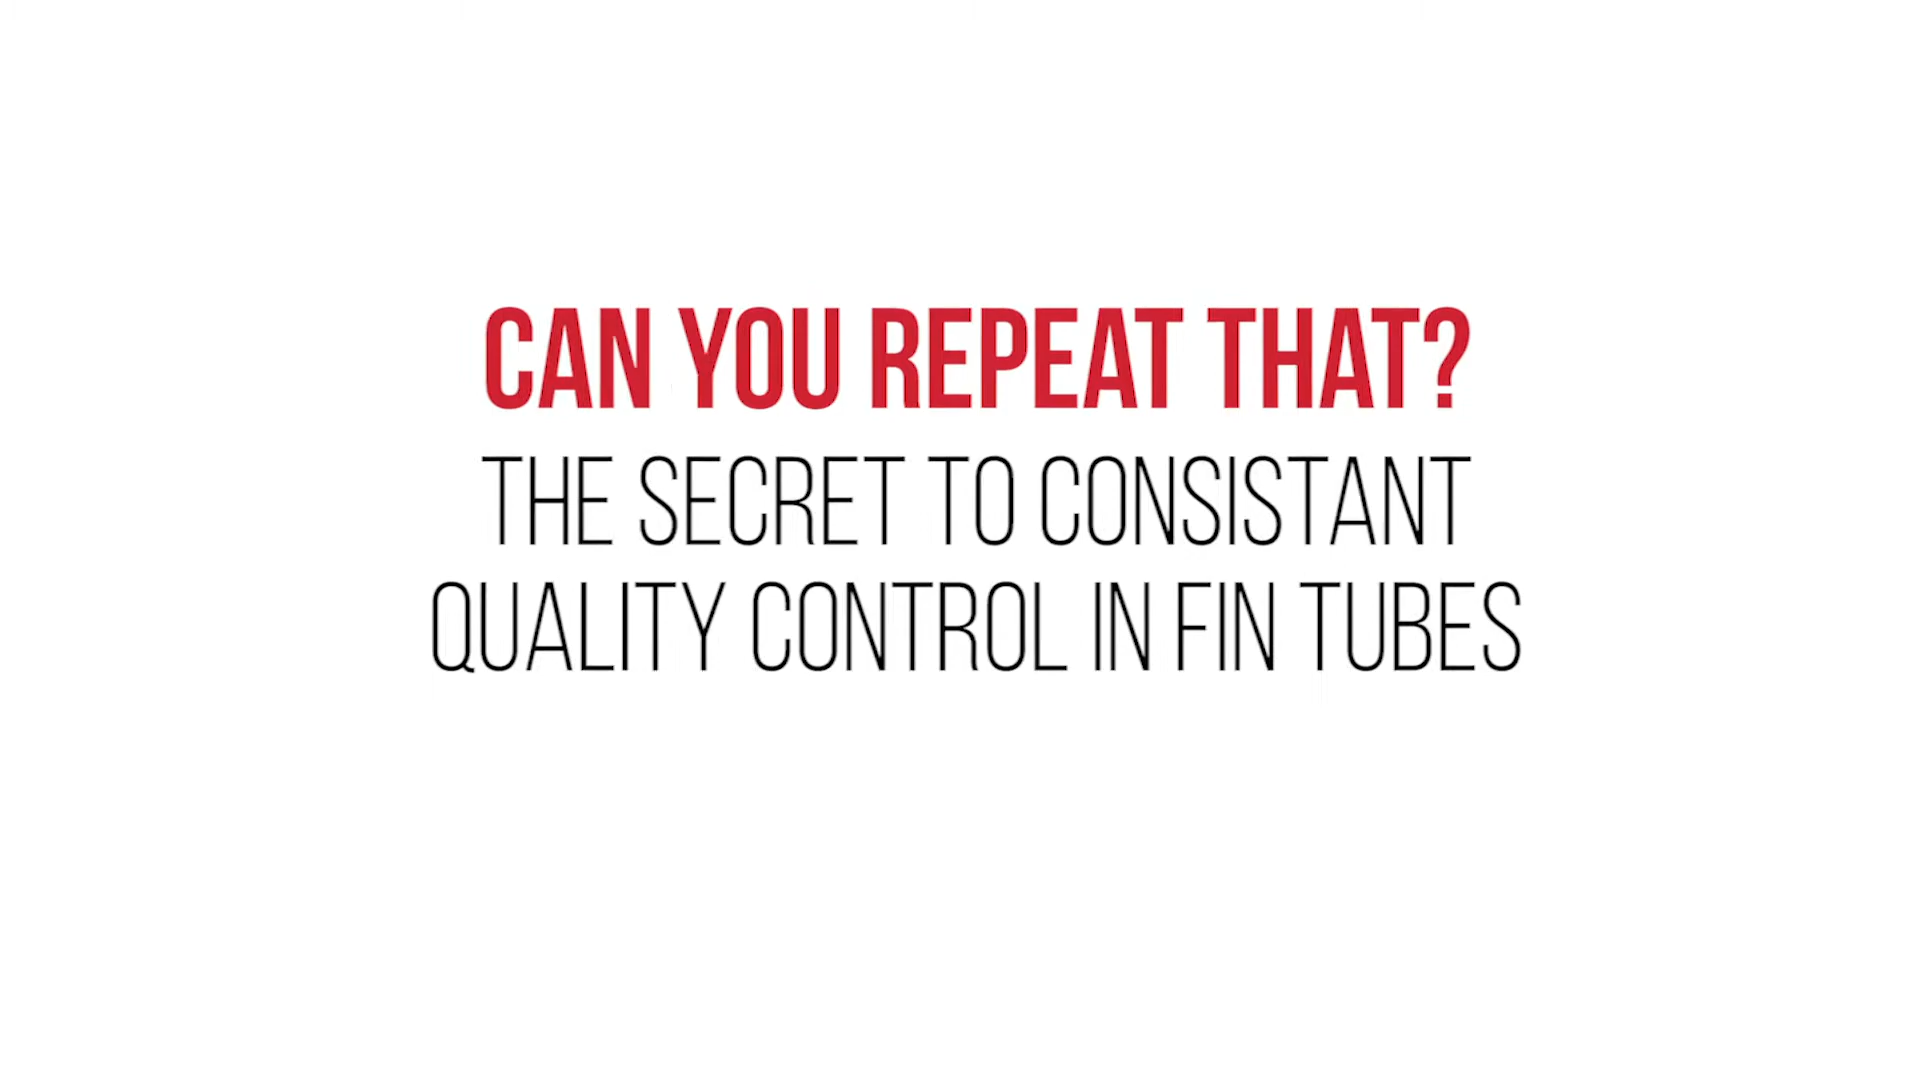 CAN YOU REPEAT THAT?
THE SECRET TO CONSISTANT
QUALITY CONTROL IN FIN TUBES